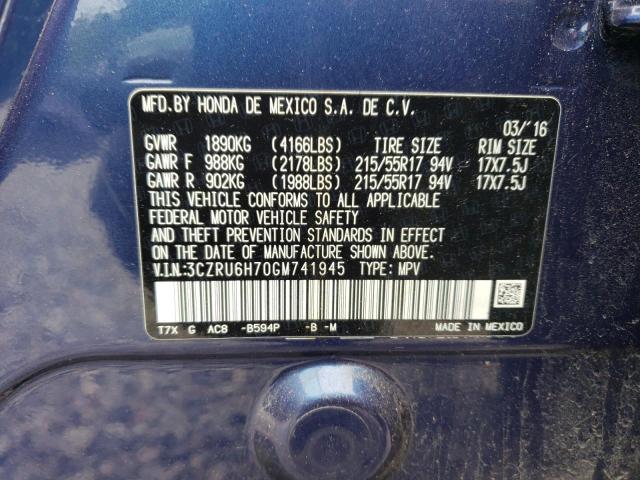 MFD.BY HONDA DE MEXICO S.A. DE C.V.
03/'16
GVWR 1890KG (4166LBS) TIRE SIZE RIM SIZE
GAWR F 988KG (2178LBS) 215/55R17 94V 17X7.5J
GAWR R 902KG (1988LBS) 215/55R17 94V 17X7.5J
THIS VEHICLE CONFORMS TO ALL APPLICABLE
FEDERAL MOTOR VEHICLE SAFETY
AND THEFT PREVENTION STANDARDS IN EFFECT
ON THE DATE OF MANUFACTURE SHOWN ABOVE.
V.I.N.:3CZRU6H70GM741945 TYPE: MPV
T7X G AC8 -B594P -B -M
MADE IN MEXICO